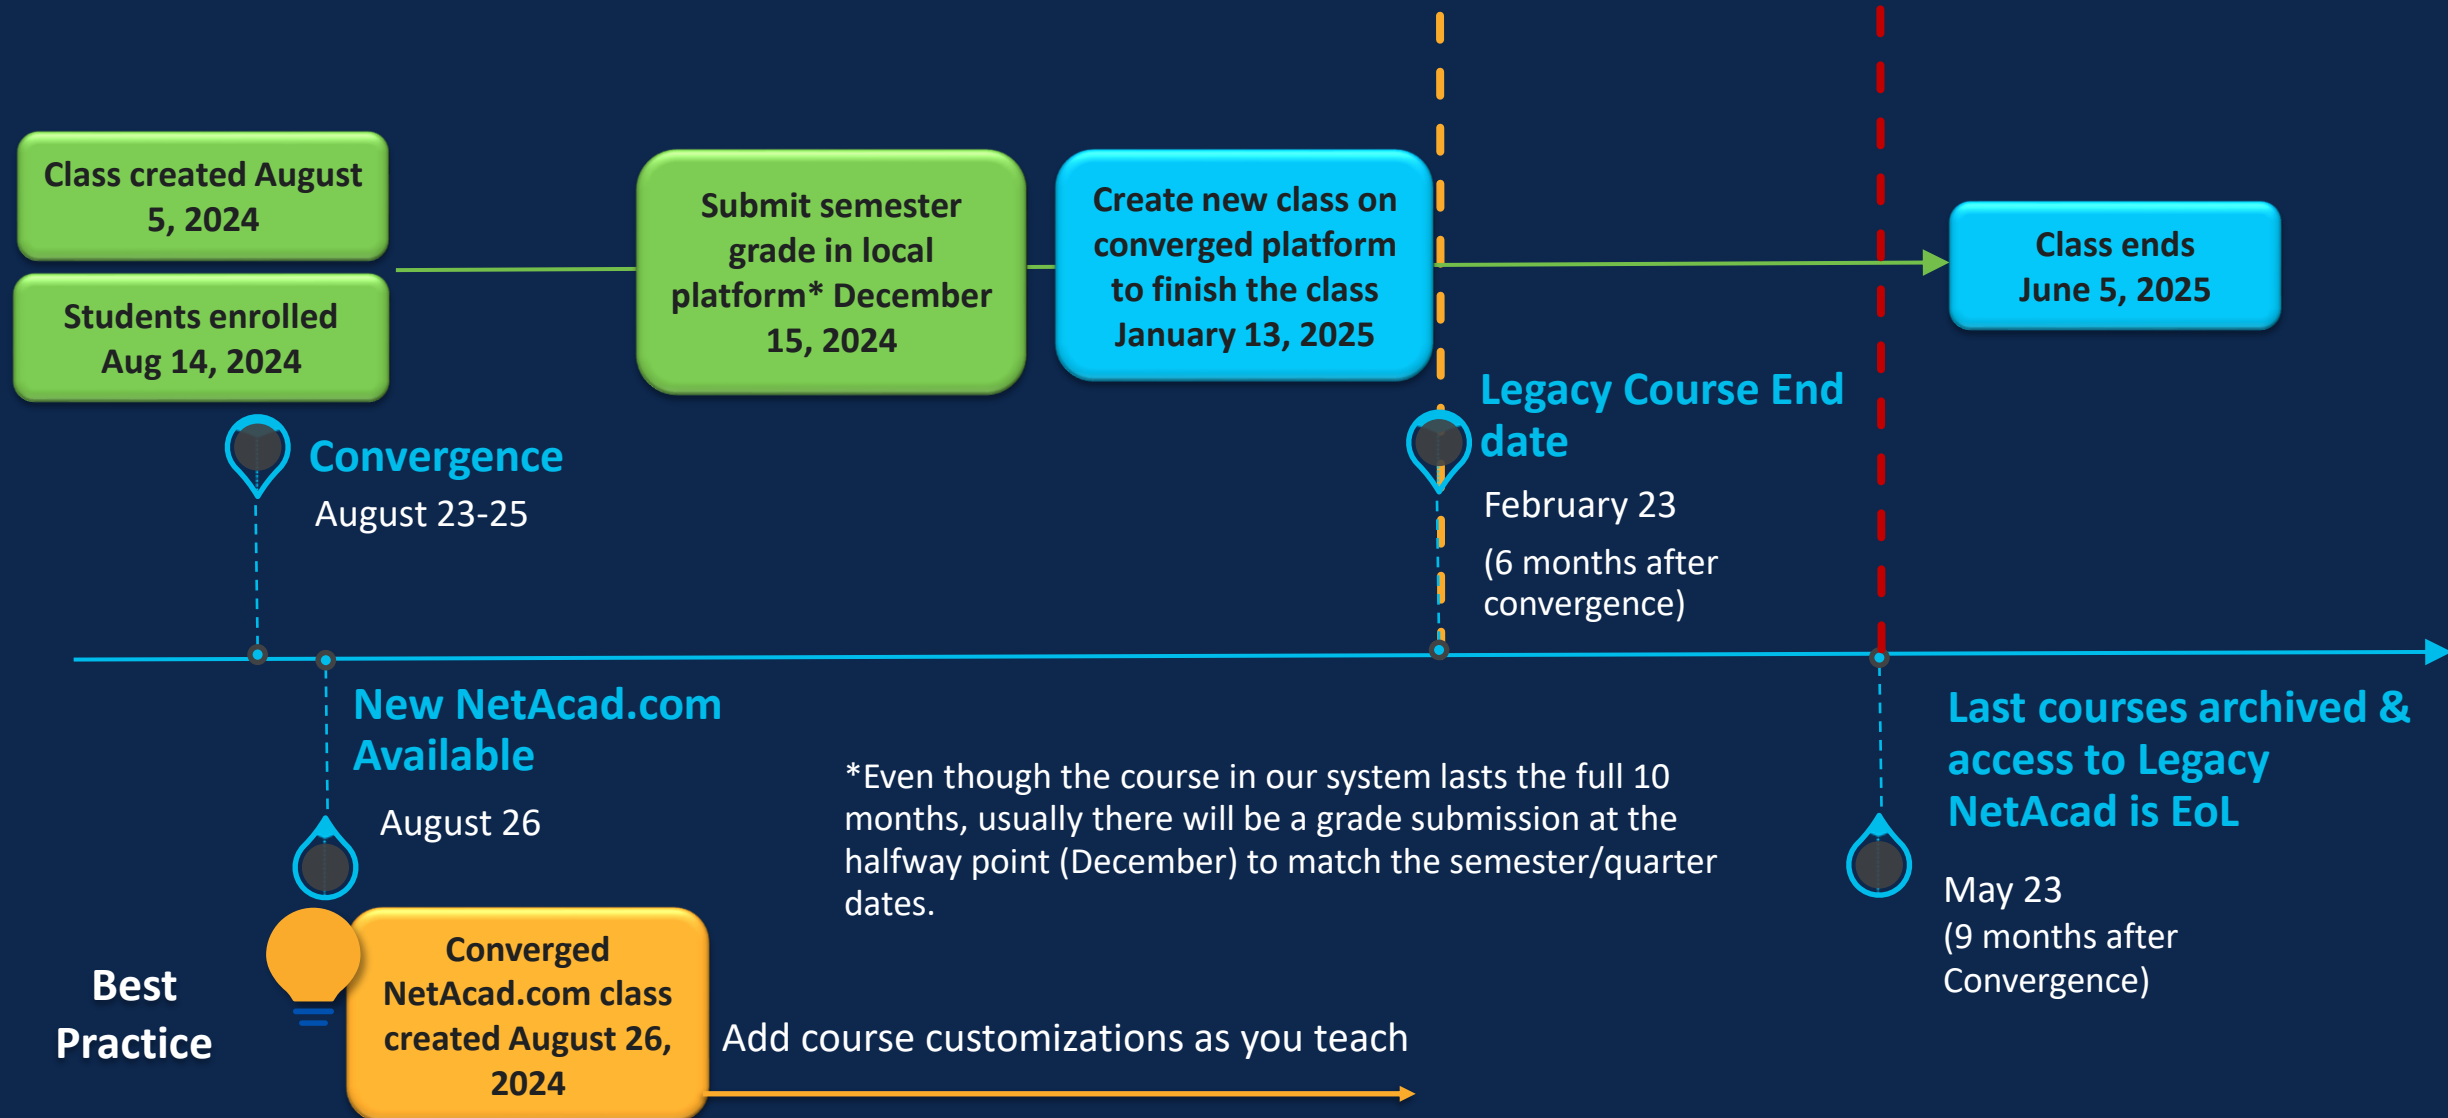 Class created August
5, 2024
Students enrolled
Aug 14, 2024
Submit semester
grade in local
platform* December
15, 2024
Create new class on
converged platform
to finish the class
January 13, 2025
Class ends
June 5, 2025
Convergence
August 23-25
Legacy Course End
date
February 23
(6 months after
convergence)
New NetAcad.com
Available
August 26
*Even though the course in our system lasts the full 10
months, usually there will be a grade submission at the
halfway point (December) to match the semester/quarter
dates.
Last courses archived &
access to Legacy
NetAcad is EoL
May 23
(9 months after
Convergence)
Best
Practice
Converged
NetAcad.com class
created August 26,
2024
Add course customizations as you teach